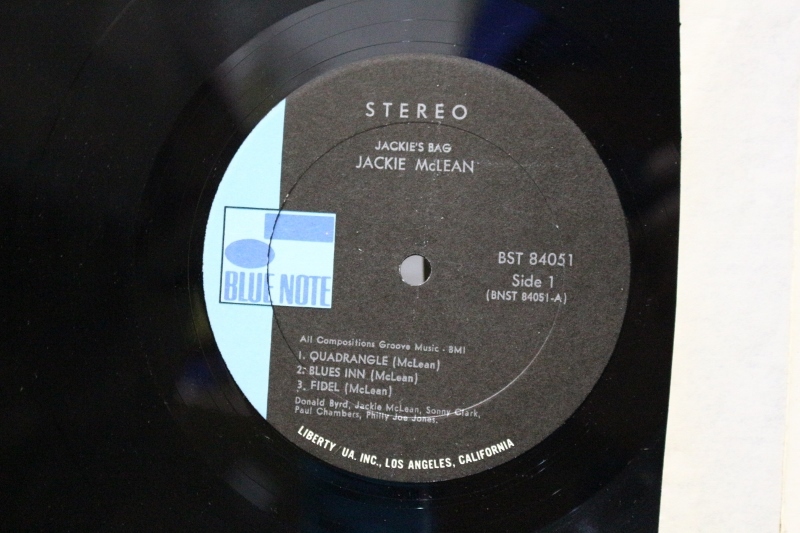 STEREO
JACKIE'S BAG
JACKIE McLEAN
BLUE NOTE
BST 84051
Side 1
(BNST 84051-A)
All Compositions Groove Music - BMI
1. QUADRANGLE (McLean)
2. BLUES INN (McLean)
3. FIDEL (McLean)
Donald Byrd, Jackie McLean, Sonny Clark,
Paul Chambers, Philly Joe Jones.
LIBERTY/UA. INC., LOS ANGELES, CALIFORNIA